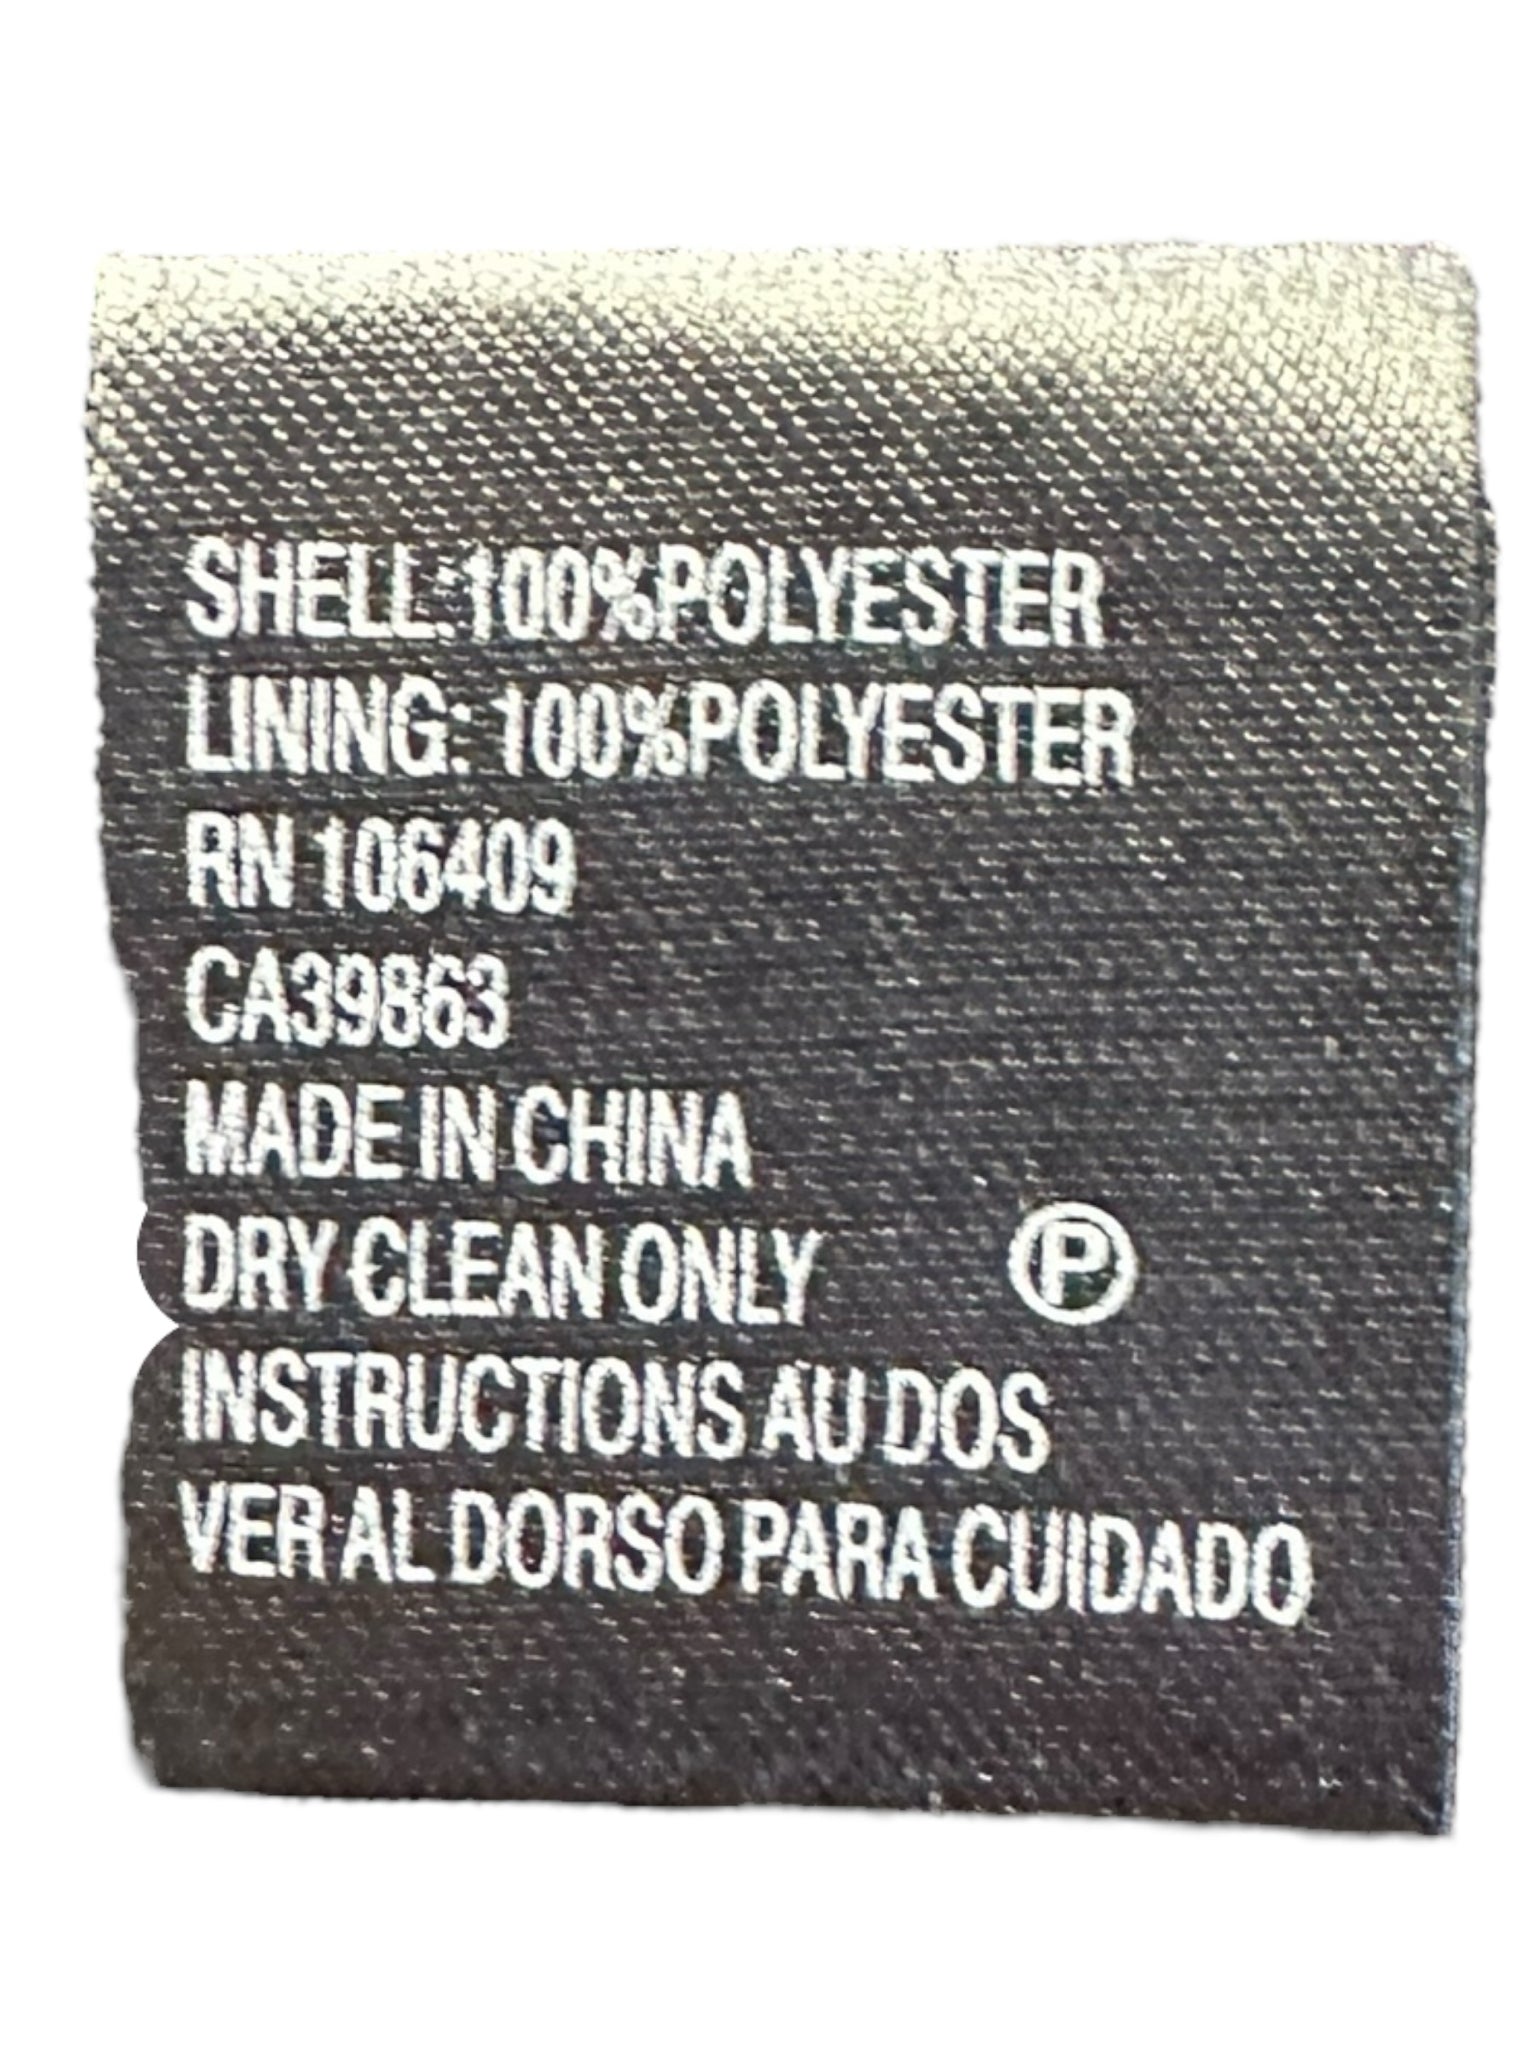 SHELL:100%POLYESTER
LINING: 100%POLYESTER
RN 106409
CA39863
MADE IN CHINA
DRY CLEAN ONLY Ⓟ
INSTRUCTIONS AU DOS
VER AL DORSO PARA CUIDADO